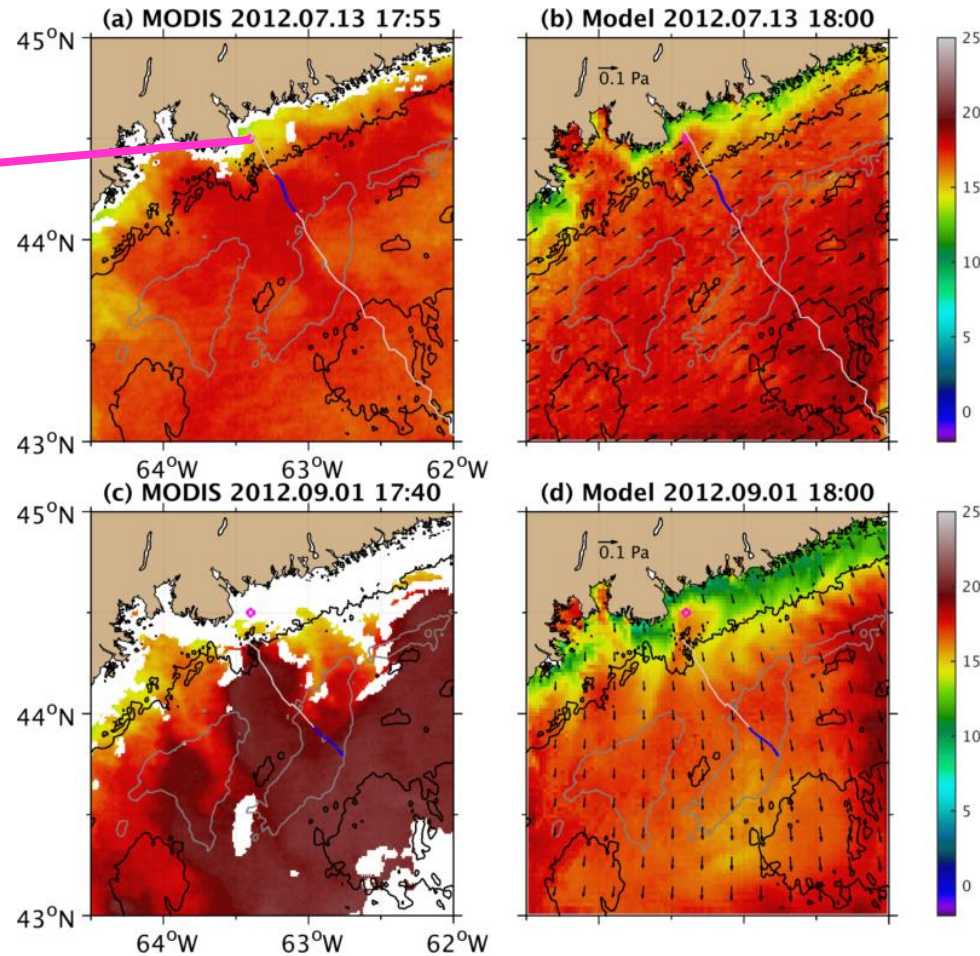 (a) MODIS 2012.07.13 17:55
(b) Model 2012.07.13 18:00
45°N
44°N
43°N
0.1 Pa
25
20
15
10
5
0
64°W 63°W 62°W
(c) MODIS 2012.09.01 17:40
(d) Model 2012.09.01 18:00
45°N
44°N
43°N
0.1 Pa
25
20
15
10
5
0
64°W 63°W 62°W